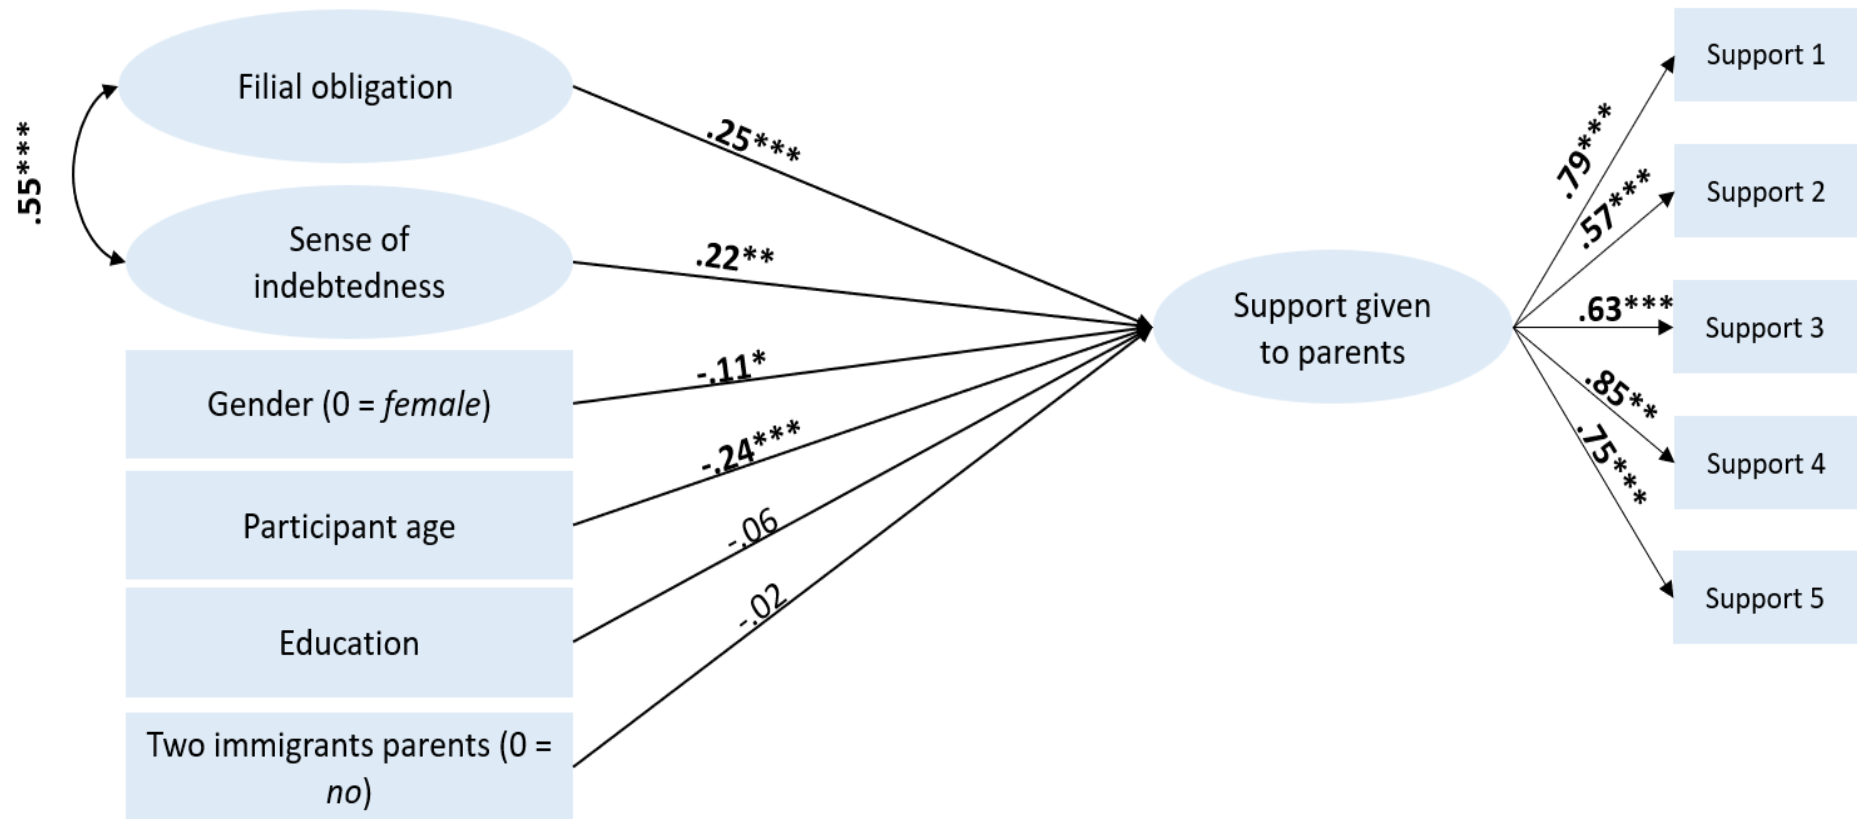 Filial obligation
.55***
Sense of
indebtedness
Gender (0 = female)
Participant age
Education
Two immigrants parents (0 =
no)
.25***
.22**
-.11*
-.24***
-.06
-.02
Support given
to parents
.79***
.57***
.63***
.85**
.75***
Support 1
Support 2
Support 3
Support 4
Support 5